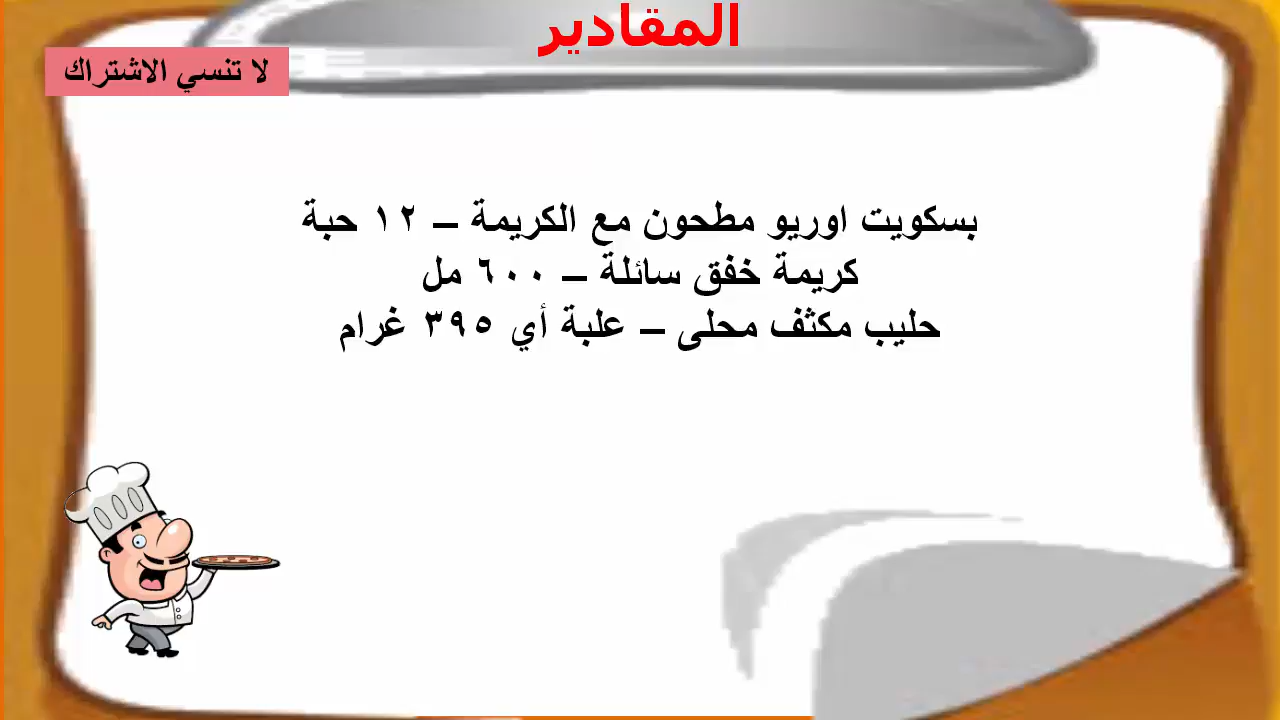 المقادير
لا تنسي الاشتراك
بسكويت اوريو مطحون مع الكريمة – ١٢ حبة
كريمة خفق سائلة – ٦٠٠ مل
حليب مكثف محلى – علبة أي ٣٩٥ غرام